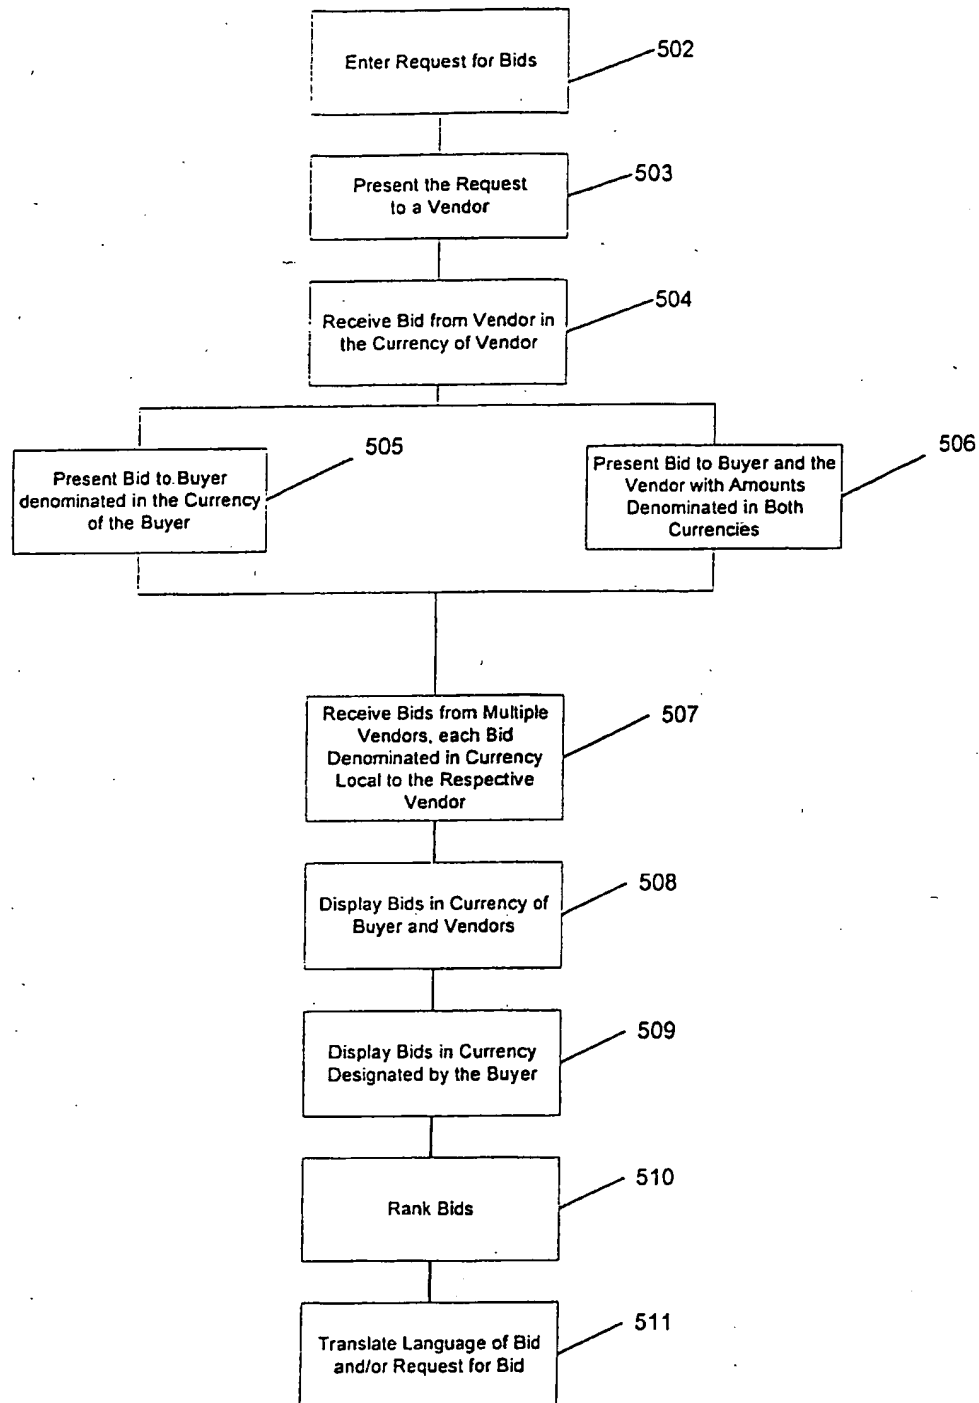 Enter Request for Bids
502
Present the Request
to a Vendor
503
Receive Bid from Vendor in
the Currency of Vendor
504
Present Bid to Buyer
denominated in the Currency
of the Buyer
505
Present Bid to Buyer and the
Vendor with Amounts
Denominated in Both
Currencies
506
Receive Bids from Multiple
Vendors, each Bid
Denominated in Currency
Local to the Respective
Vendor
507
Display Bids in Currency of
Buyer and Vendors
508
Display Bids in Currency
Designated by the Buyer
509
Rank Bids
510
Translate Language of Bid
and/or Request for Bid
511